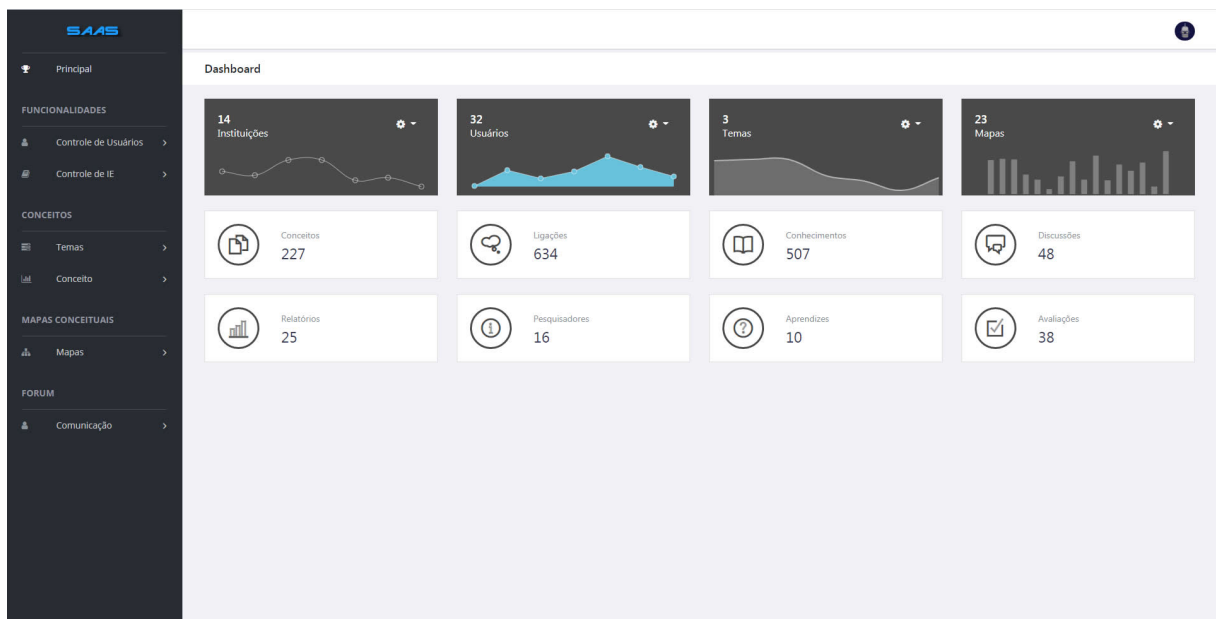 SAAS
Principal
FUNCIONALIDADES
Controle de Usuários
Controle de IE
CONCEITOS
Temas
Conceito
MAPAS CONCEITUAIS
Mapas
FORUM
Comunicação
Dashboard
14
Instituições
32
Usuários
3
Temas
23
Mapas
Conceitos
227
Ligações
634
Conhecimentos
507
Discussões
48
Relatórios
25
Pesquisadores
16
Aprendizes
10
Avaliações
38